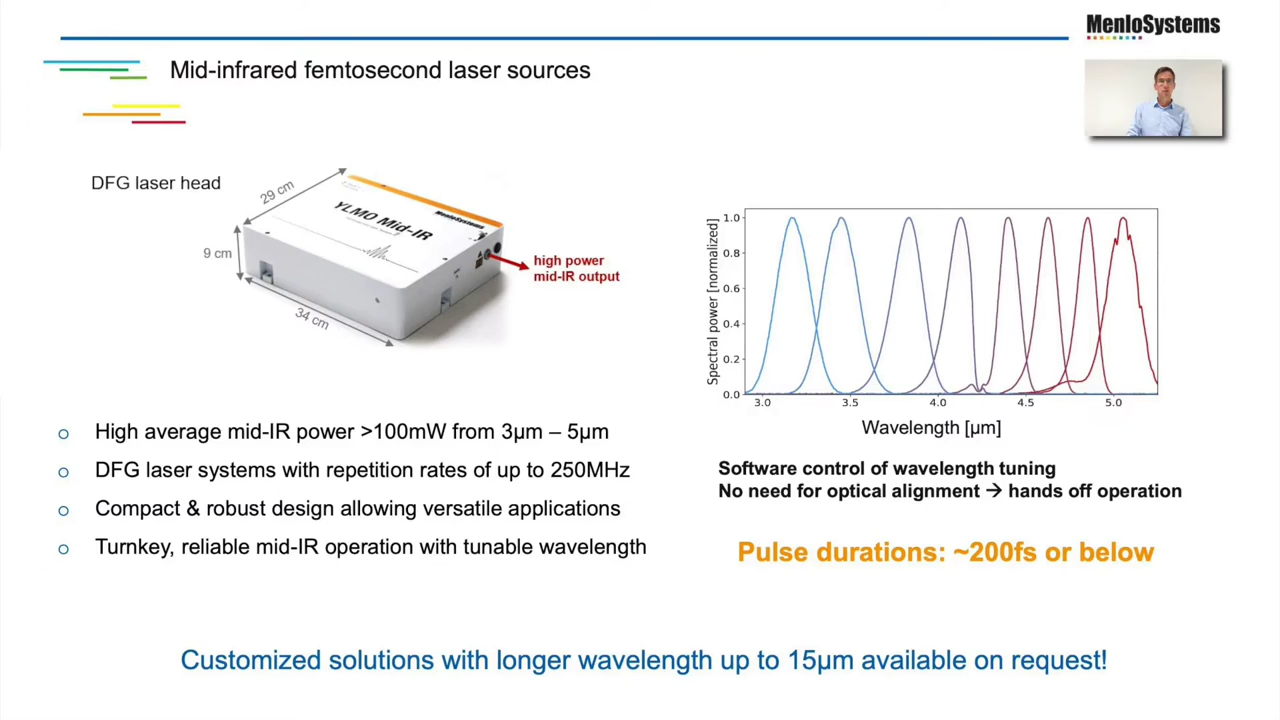 MenloSystems
Mid-infrared femtosecond laser sources
DFG laser head
29 cm
9 cm
34 cm
YLMO Mid-IR
MenloSystems
high power
mid-IR output
Spectral power [normalized]
1.0
0.8
0.6
0.4
0.2
0.0
3.0 3.5 4.0 4.5 5.0
Wavelength [µm]
o High average mid-IR power >100mW from 3µm – 5µm
o DFG laser systems with repetition rates of up to 250MHz
o Compact & robust design allowing versatile applications
o Turnkey, reliable mid-IR operation with tunable wavelength
Software control of wavelength tuning
No need for optical alignment → hands off operation
Pulse durations: ~200fs or below
Customized solutions with longer wavelength up to 15µm available on request!